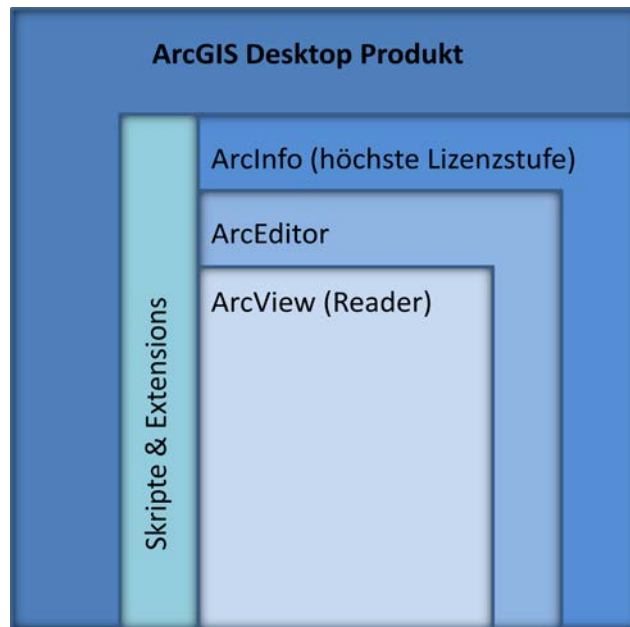 ArcGIS Desktop Produkt
ArcInfo (höchste Lizenzstufe)
ArcEditor
ArcView (Reader)
Skripte & Extensions